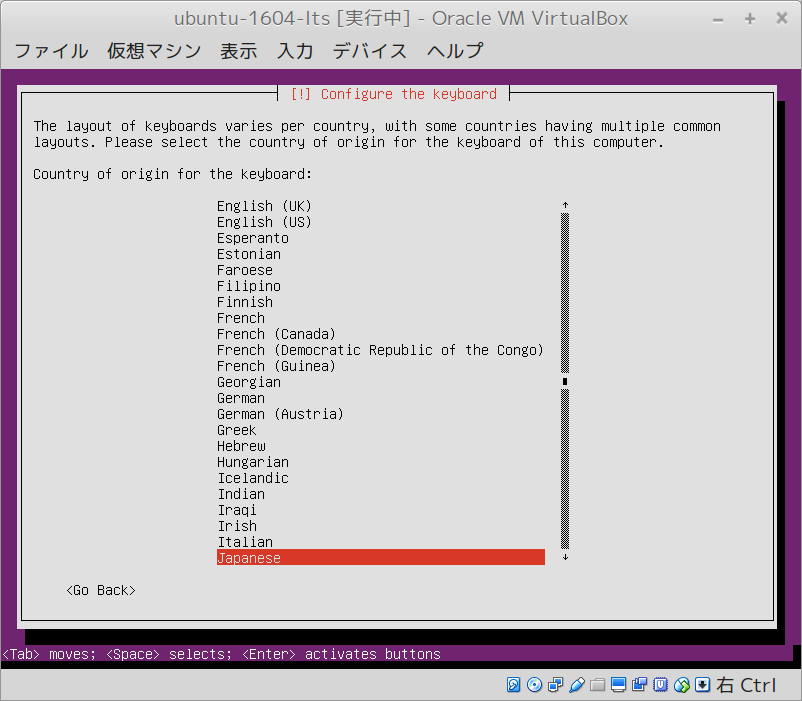 ubuntu-1604-lts [実行中] - Oracle VM VirtualBox
ファイル 仮想マシン 表示 入力 デバイス ヘルプ
[!] Configure the keyboard
The layout of keyboards varies per country, with some countries having multiple common
layouts. Please select the country of origin for the keyboard of this computer.
Country of origin for the keyboard:
English (UK)
English (US)
Esperanto
Estonian
Faroese
Filipino
Finnish
French
French (Canada)
French (Democratic Republic of the Congo)
French (Guinea)
Georgian
German
German (Austria)
Greek
Hebrew
Hungarian
Icelandic
Indian
Iraqi
Irish
Italian
Japanese
<Go Back>
<Tab> moves; <Space> selects; <Enter> activates buttons
右 Ctrl